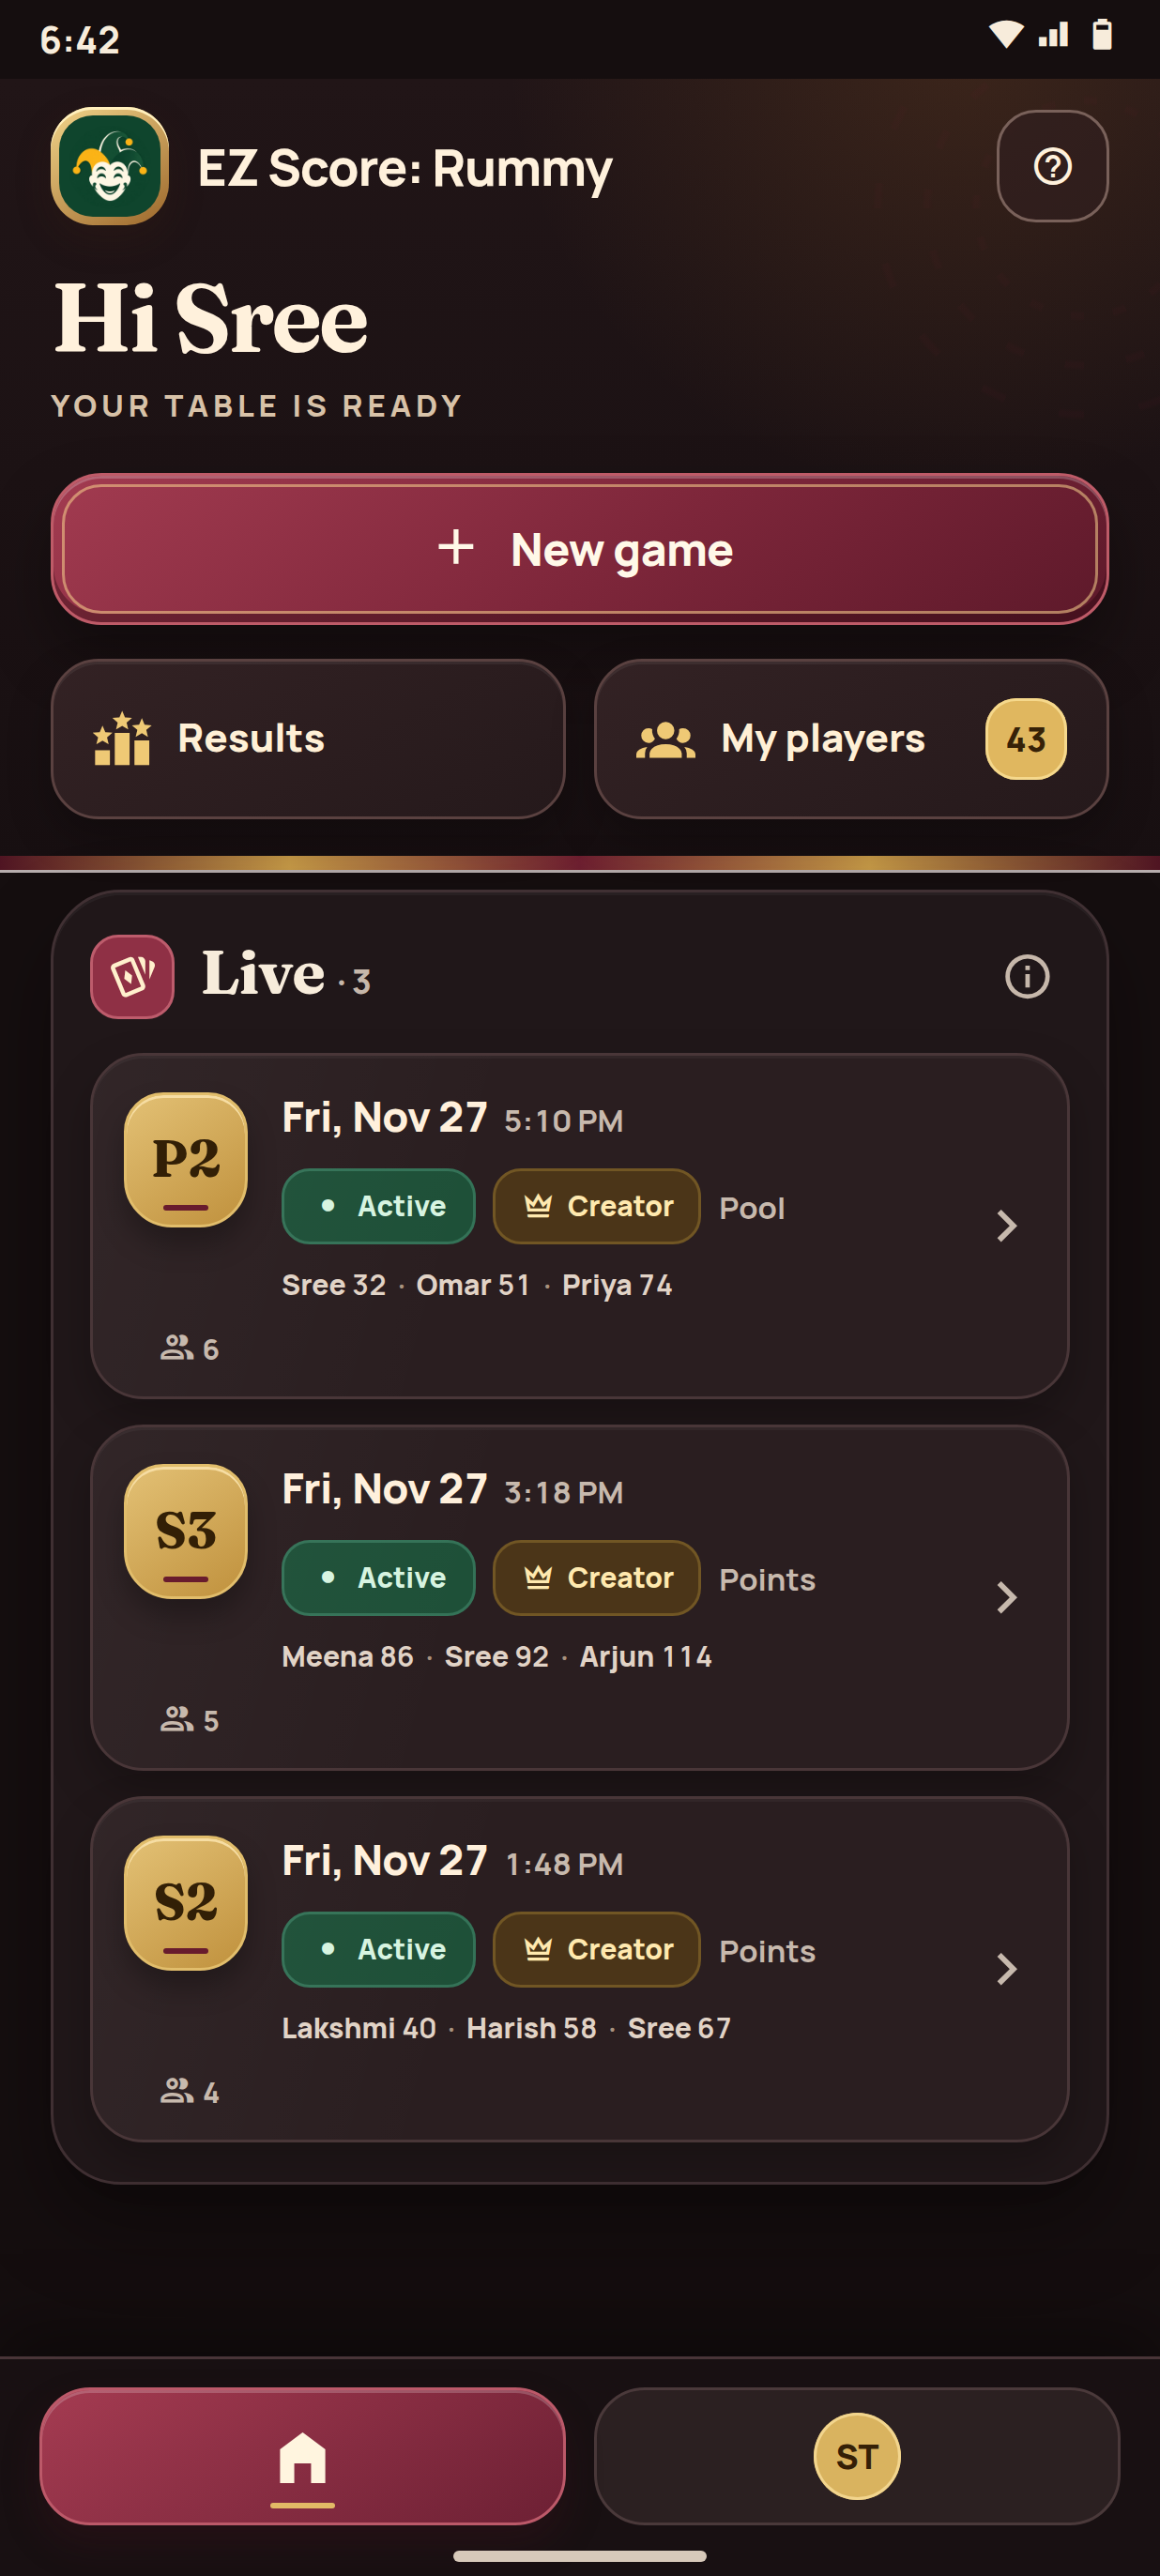 6:42
EZ Score: Rummy
Hi Sree
YOUR TABLE IS READY
+ New game
Results
My players 43
Live · 3
P2
Fri, Nov 27 5:10 PM
Active Creator Pool
Sree 32 · Omar 51 · Priya 74
6
S3
Fri, Nov 27 3:18 PM
Active Creator Points
Meena 86 · Sree 92 · Arjun 114
5
S2
Fri, Nov 27 1:48 PM
Active Creator Points
Lakshmi 40 · Harish 58 · Sree 67
4
ST